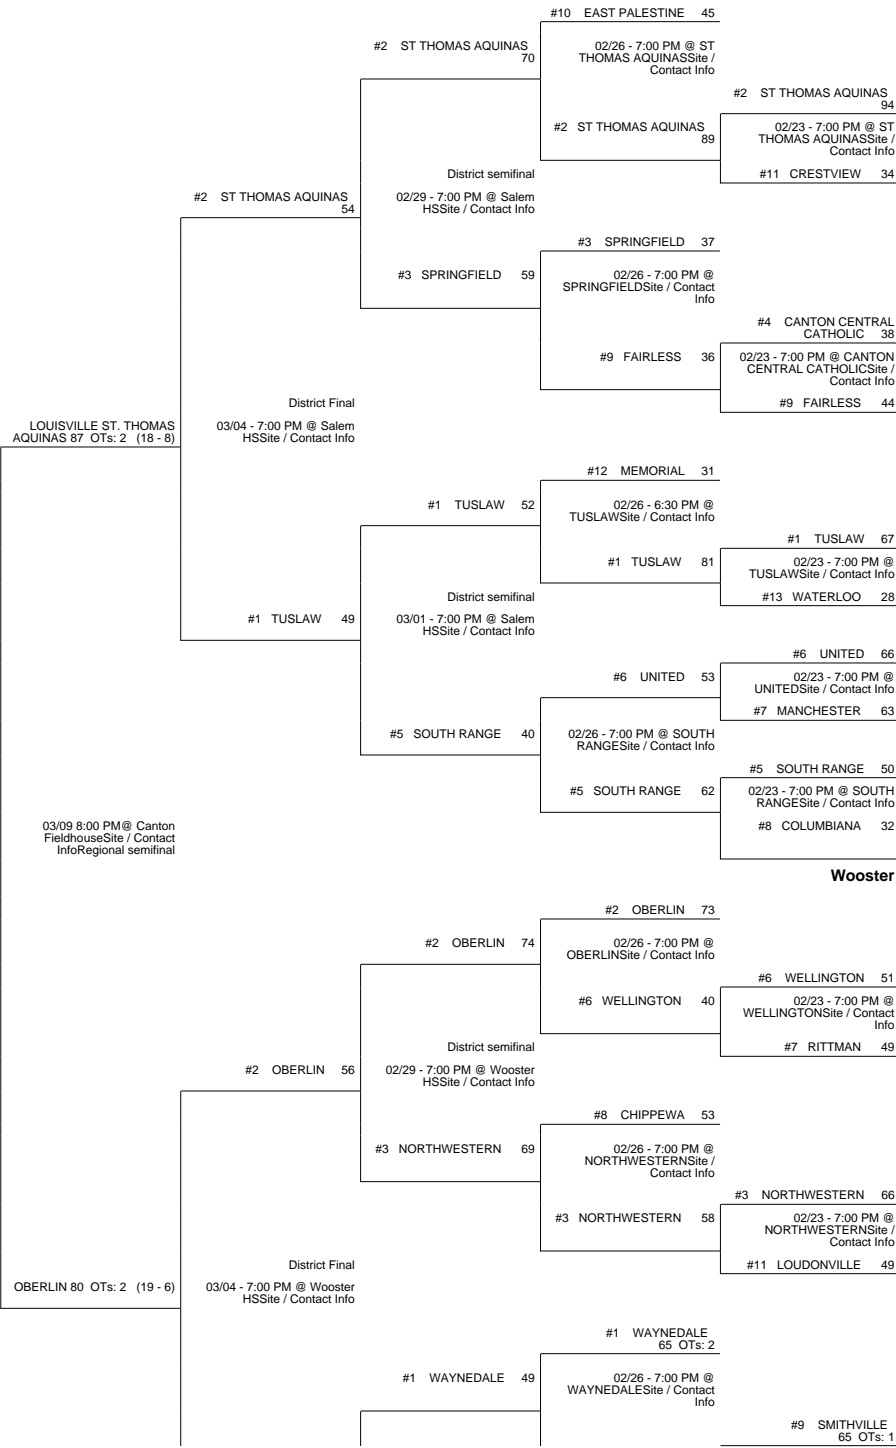 #10 EAST PALESTINE 45
#2 ST THOMAS AQUINAS
70
02/26 - 7:00 PM @ ST
THOMAS AQUINASSite /
Contact Info
#2 ST THOMAS AQUINAS
94
#2 ST THOMAS AQUINAS
89
02/23 - 7:00 PM @ ST
THOMAS AQUINASSite /
Contact Info
District semifinal
#11 CRESTVIEW 34
#2 ST THOMAS AQUINAS
54
02/29 - 7:00 PM @ Salem
HSSite / Contact Info
#3 SPRINGFIELD 37
#3 SPRINGFIELD 59
02/26 - 7:00 PM @
SPRINGFIELDSite / Contact
Info
#4 CANTON CENTRAL
CATHOLIC 38
#9 FAIRLESS 36
02/23 - 7:00 PM @ CANTON
CENTRAL CATHOLICSite /
Contact Info
District Final
#9 FAIRLESS 44
LOUISVILLE ST. THOMAS
AQUINAS 87 OTs: 2 (18 - 8)
03/04 - 7:00 PM @ Salem
HSSite / Contact Info
#12 MEMORIAL 31
#1 TUSLAW 52
02/26 - 6:30 PM @
TUSLAWSite / Contact Info
#1 TUSLAW 67
#1 TUSLAW 81
02/23 - 7:00 PM @
TUSLAWSite / Contact Info
District semifinal
#13 WATERLOO 28
#1 TUSLAW 49
03/01 - 7:00 PM @ Salem
HSSite / Contact Info
#6 UNITED 66
#6 UNITED 53
02/23 - 7:00 PM @
UNITEDSite / Contact Info
#7 MANCHESTER 63
#5 SOUTH RANGE 40
02/26 - 7:00 PM @ SOUTH
RANGESite / Contact Info
#5 SOUTH RANGE 50
#5 SOUTH RANGE 62
02/23 - 7:00 PM @ SOUTH
RANGESite / Contact Info
03/09 8:00 PM@ Canton
FieldhouseSite / Contact
InfoRegional semifinal
#8 COLUMBIANA 32
Wooster
#2 OBERLIN 73
#2 OBERLIN 74
02/26 - 7:00 PM @
OBERLINSite / Contact Info
#6 WELLINGTON 51
#6 WELLINGTON 40
02/23 - 7:00 PM @
WELLINGTONSite / Contact
Info
District semifinal
#7 RITTMAN 49
#2 OBERLIN 56
02/29 - 7:00 PM @ Wooster
HSSite / Contact Info
#8 CHIPPEWA 53
#3 NORTHWESTERN 69
02/26 - 7:00 PM @
NORTHWESTERNSite /
Contact Info
#3 NORTHWESTERN 66
#3 NORTHWESTERN 58
02/23 - 7:00 PM @
NORTHWESTERNSite /
Contact Info
District Final
#11 LOUDONVILLE 49
OBERLIN 80 OTs: 2 (19 - 6)
03/04 - 7:00 PM @ Wooster
HSSite / Contact Info
#1 WAYNEDALE
65 OTs: 2
#1 WAYNEDALE 49
02/26 - 7:00 PM @
WAYNEDALESite / Contact
Info
#9 SMITHVILLE
65 OTs: 1